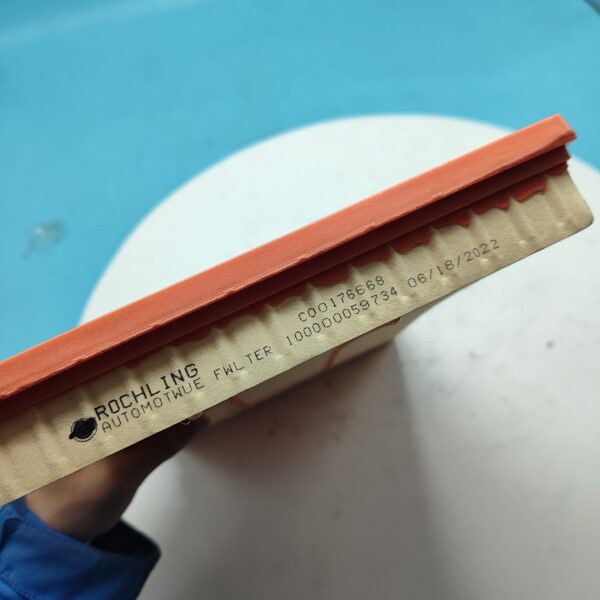 C00176668
ROCHLING
AUTOMOTWUE FWLTER 100000059734 06/18/2022